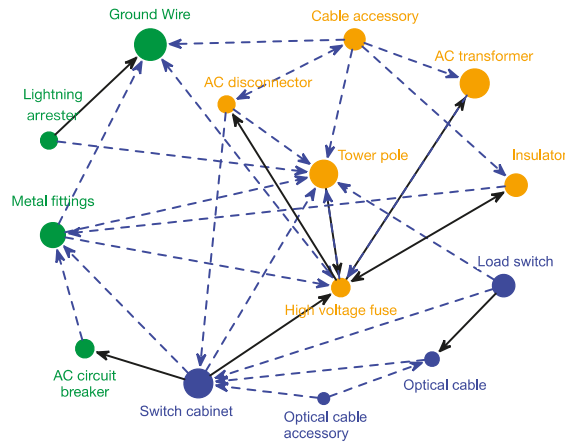 Ground Wire
Cable accessory
AC transformer
AC disconnector
Lightning
arrester
Tower pole
Insulator
Metal fittings
Load switch
High voltage fuse
AC circuit
breaker
Switch cabinet
Optical cable
accessory
Optical cable